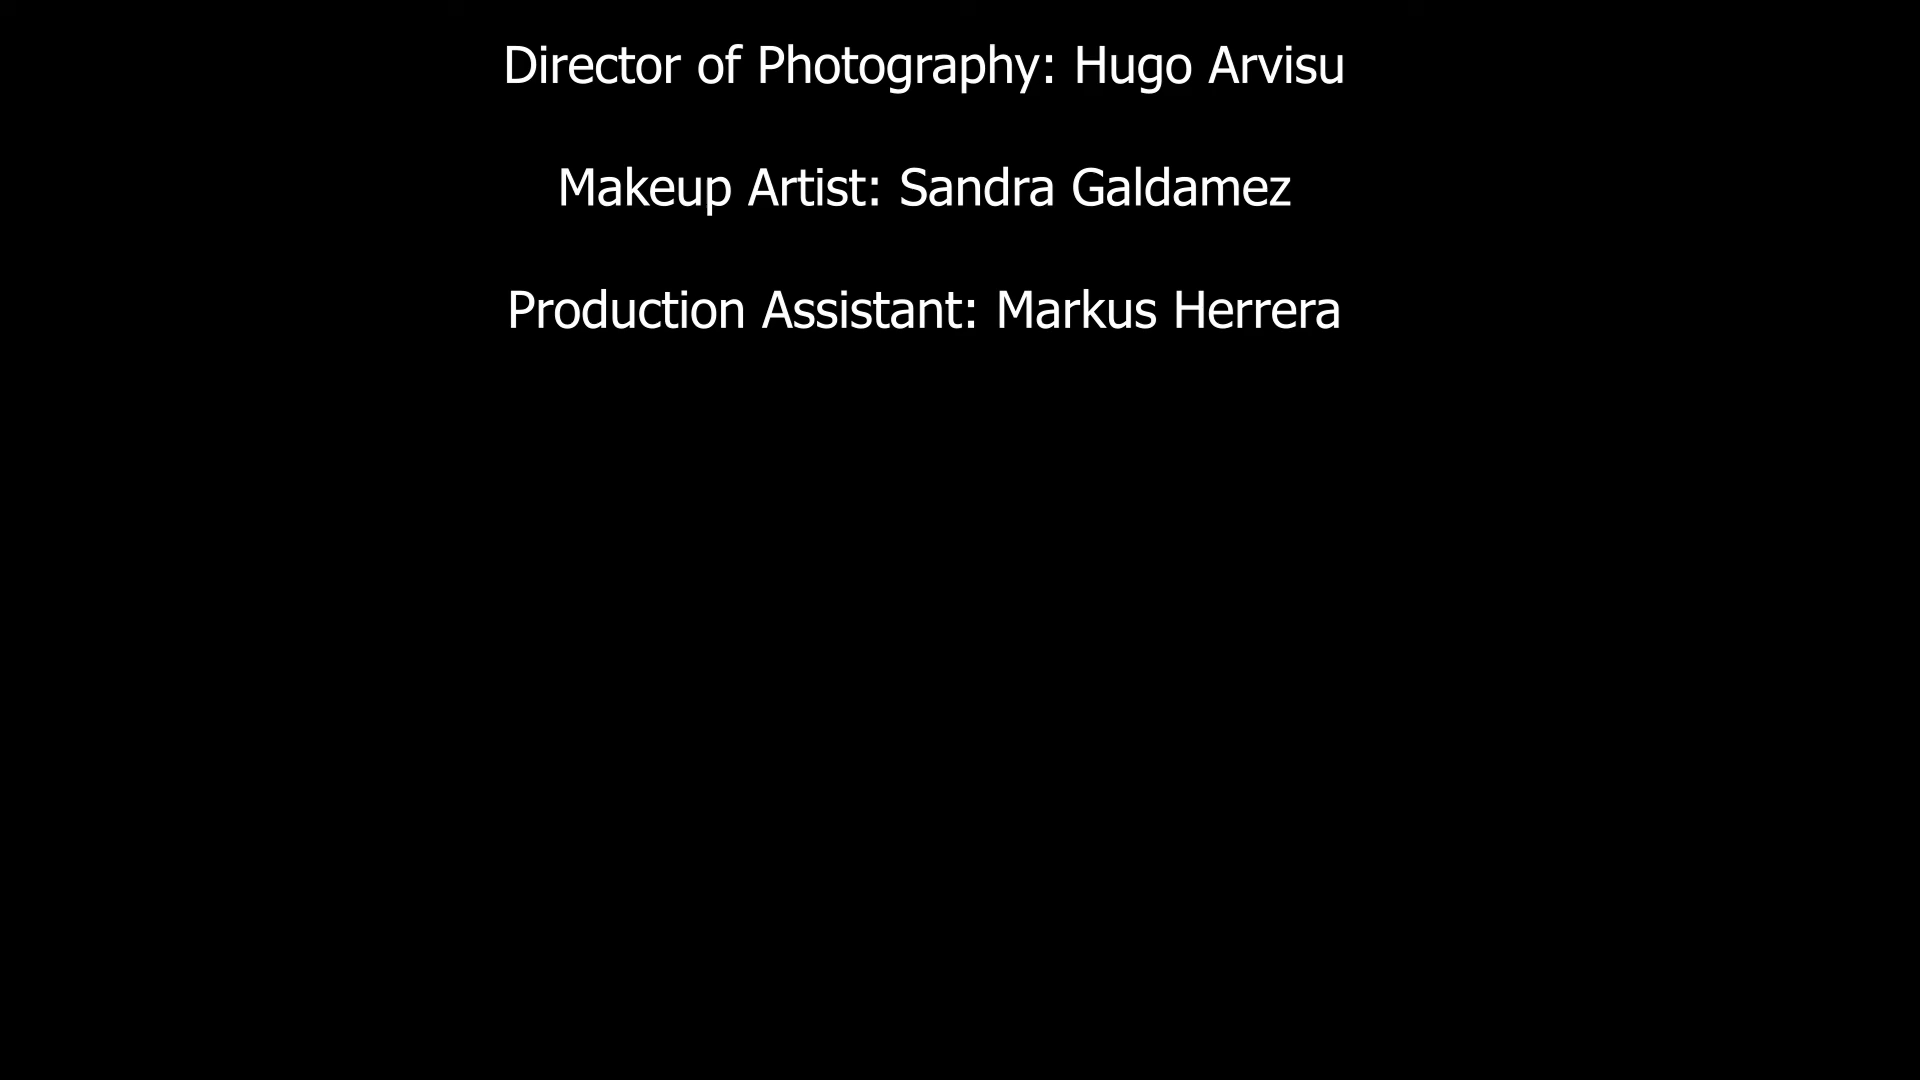 Director of Photography: Hugo Arvisu
Makeup Artist: Sandra Galdamez
Production Assistant: Markus Herrera